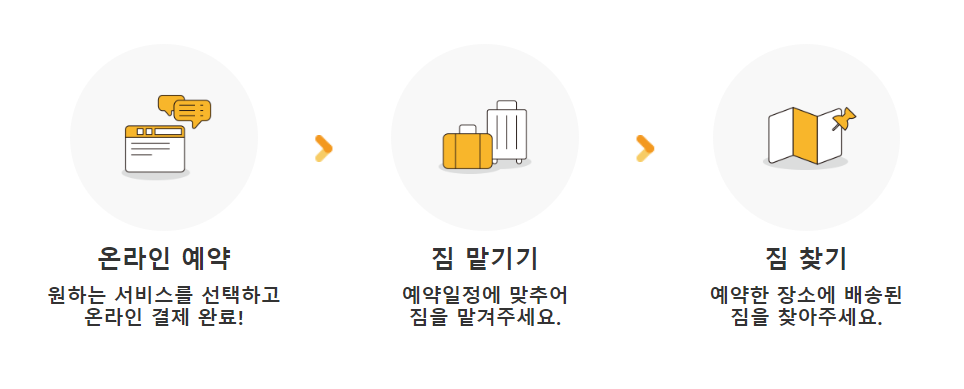 온라인 예약
원하는 서비스를 선택하고
온라인 결제 완료!
짐 맡기기
예약일정에 맞추어
짐을 맡겨주세요.
짐 찾기
예약한 장소에 배송된
짐을 찾아주세요.